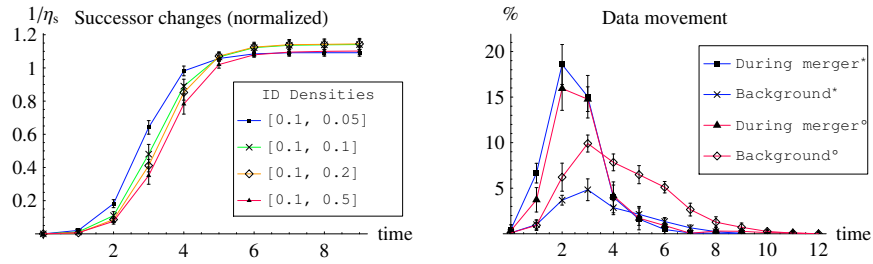 1/ηs
Successor changes (normalized)
1.2
1
0.8
0.6
0.4
0.2
2
4
6
8
time
ID Densities
[0.1, 0.05]
[0.1, 0.1]
[0.1, 0.2]
[0.1, 0.5]
%
Data movement
20
15
10
5
0
2
4
6
8
10
12
time
During merger*
Background*
During merger°
Background°